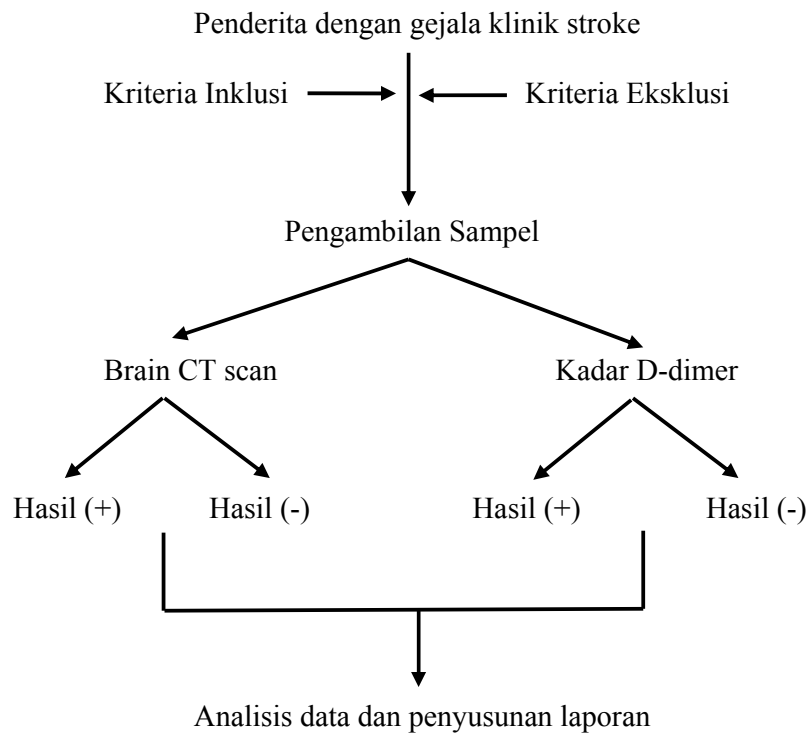 Penderita dengan gejala klinik stroke
Kriteria Inklusi
Kriteria Eksklusi
Pengambilan Sampel
Brain CT scan
Kadar D-dimer
Hasil (+)
Hasil (-)
Hasil (+)
Hasil (-)
Analisis data dan penyusunan laporan